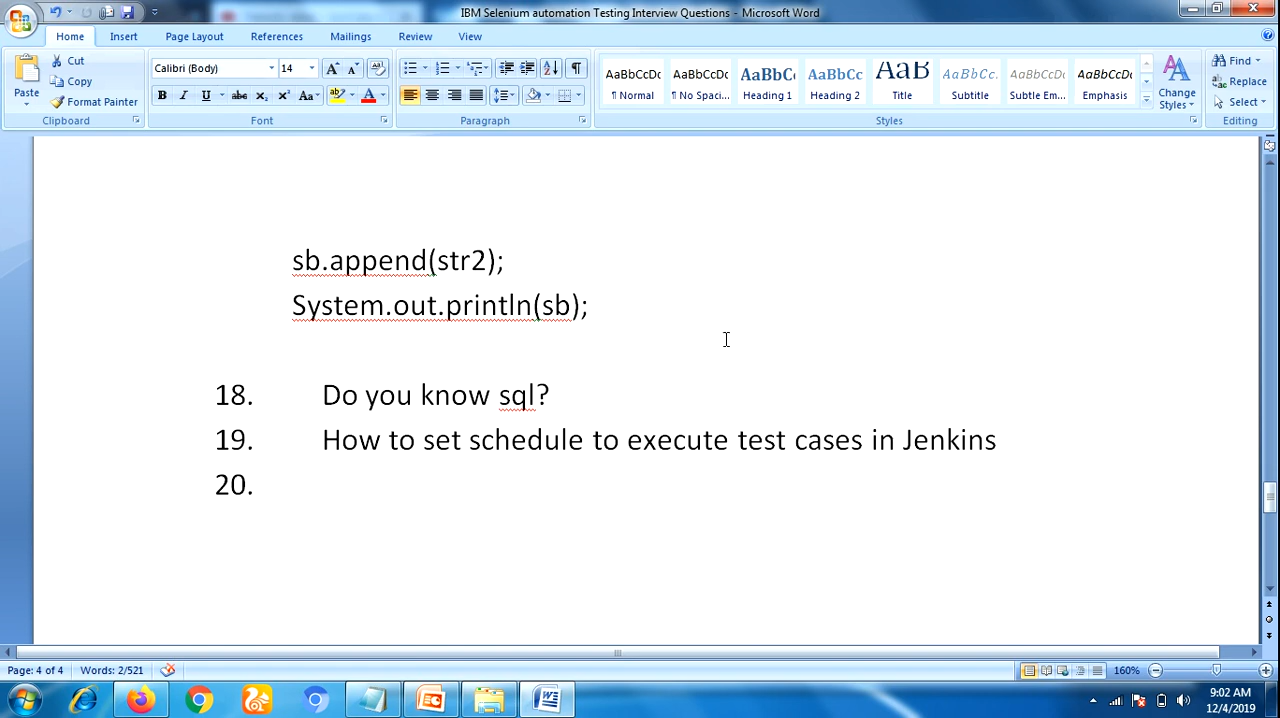 IBM Selenium automation Testing Interview Questions - Microsoft Word
Home Insert Page Layout References Mailings Review View
Paste
Cut
Copy
Format Painter
Clipboard
Calibri (Body) 14
Font
Paragraph
AaBbCcDc AaBbCcDc AaBbC AaBbCc AaB AaBbCc. AaBbCcDc AaBbCcDc
¶ Normal ¶ No Spaci... Heading 1 Heading 2 Title Subtitle Subtle Em... Emphasis
Change Styles
Styles
Find
Replace
Select
Editing
sb.append(str2);
System.out.println(sb);
18. Do you know sql?
19. How to set schedule to execute test cases in Jenkins
20.
Page: 4 of 4 Words: 2/521 160%
9:02 AM
12/4/2019